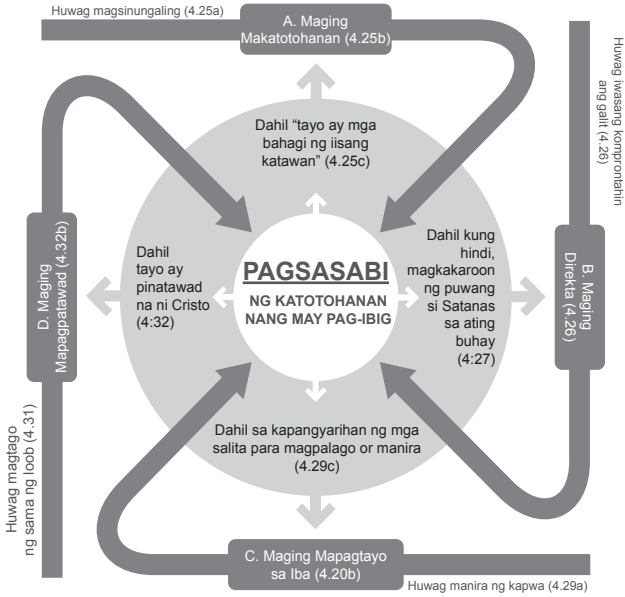 Huwag magsinungaling (4.25a)
A. Maging
Makatotohanan (4.25b)
Huwag iwasang komprontahin
ang galit (4.26)
Dahil “tayo ay mga
bahagi ng iisang
katawan” (4.25c)
D. Maging
Mapagpatawad (4.32b)
Dahil
tayo ay
pinatawad
na ni Cristo
(4:32)
PAGSASABI
NG KATOTOHANAN
NANG MAY PAG-IBIG
Dahil kung
hindi,
magkakaroon
ng puwang
si Satanas
sa ating
buhay
(4:27)
B. Maging
Direkta (4.26)
Huwag magtago
ng sama ng loob (4.31)
Dahil sa kapangyarihan ng mga
salita para magpalago or manira
(4.29c)
C. Maging Mapagtayo
sa Iba (4.20b)
Huwag manira ng kapwa (4.29a)